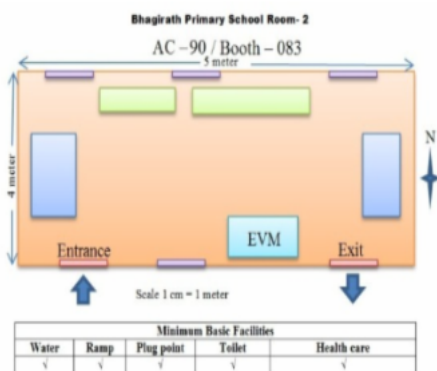 Bhagirath Primary School Room- 2
AC – 90 / Booth – 083
5 meter
4 meter
N
EVM
Entrance
Exit
Scale 1 cm = 1 meter
Minimum Basic Facilities
Water Ramp Plug point Toilet Health care
√ √ √ √ √